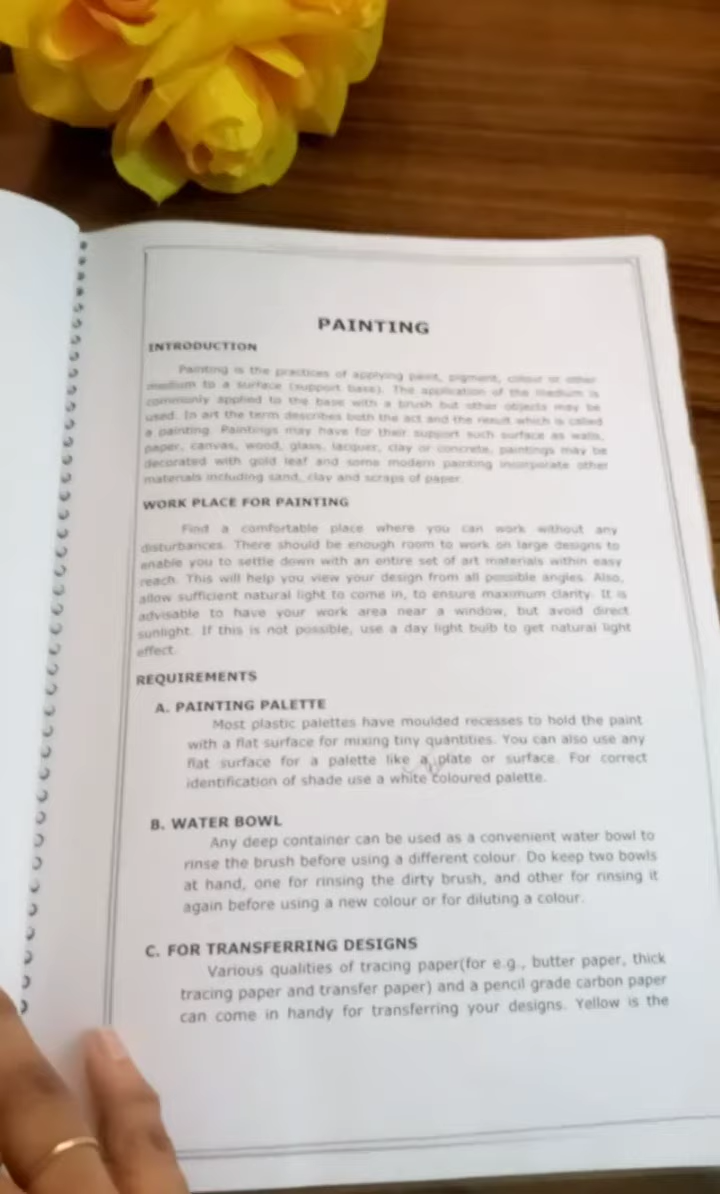 PAINTING
INTRODUCTION
Painting is the practices of applying paint, pigment, colour or other
medium to a surface (support base). The application of the medium is
commonly applied to the base with a brush but other objects may be
used. In art the term describes both the act and the result which is called
a painting. Paintings may have for their support such surface as walls,
paper, canvas, wood, glass, lacquer, clay or concrete, paintings may be
decorated with gold leaf and some modern painting incorporate other
materials including sand, clay and scraps of paper.
WORK PLACE FOR PAINTING
Find a comfortable place where you can work without any
disturbances. There should be enough room to work on large designs to
enable you to settle down with an entire set of art materials within easy
reach. This will help you view your design from all possible angles. Also,
allow sufficient natural light to come in, to ensure maximum clarity. It is
advisable to have your work area near a window, but avoid direct
sunlight. If this is not possible, use a day light bulb to get natural light
effect.
REQUIREMENTS
A. PAINTING PALETTE
Most plastic palettes have moulded recesses to hold the paint
with a flat surface for mixing tiny quantities. You can also use any
flat surface for a palette like a plate or surface. For correct
identification of shade use a white coloured palette.
B. WATER BOWL
Any deep container can be used as a convenient water bowl to
rinse the brush before using a different colour. Do keep two bowls
at hand, one for rinsing the dirty brush, and other for rinsing it
again before using a new colour or for diluting a colour.
C. FOR TRANSFERRING DESIGNS
Various qualities of tracing paper(for e.g., butter paper, thick
tracing paper and transfer paper) and a pencil grade carbon paper
can come in handy for transferring your designs. Yellow is the